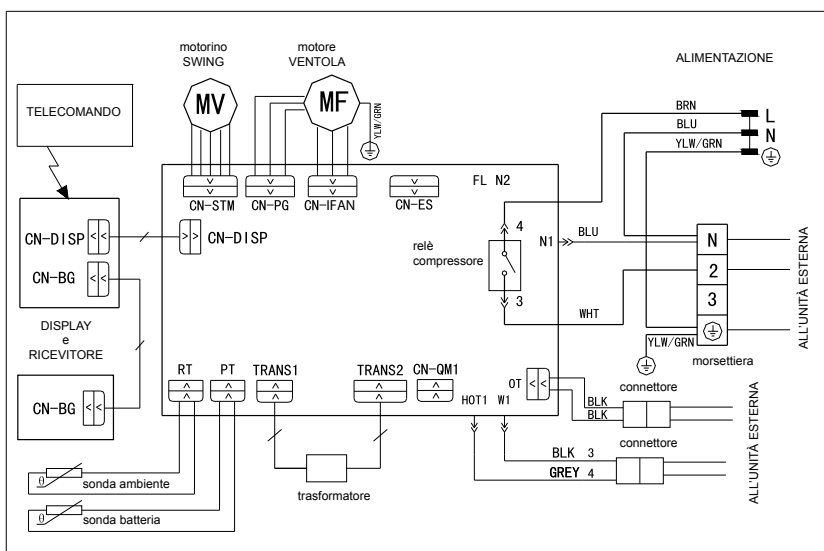 motorino
SWING
motore
VENTOLA
ALIMENTAZIONE
TELECOMANDO
MV
MF
YLW/GRN
BRN
L
BLU
N
YLW/GRN
CN-STM
CN-PG
CN-IFAN
CN-ES
FL N2
CN-DISP
CN-DISP
CN-BG
relè
compressore
4
3
N1
BLU
WHT
N
2
3
YLW/GRN
morsettiera
ALL'UNITÀ ESTERNA
DISPLAY
e
RICEVITORE
CN-BG
RT
PT
TRANS1
TRANS2
CN-QM1
OT
HOT1
W1
BLK
BLK
connettore
connettore
BLK 3
GREY 4
ALL'UNITÀ ESTERNA
θ
sonda ambiente
θ
sonda batteria
trasformatore